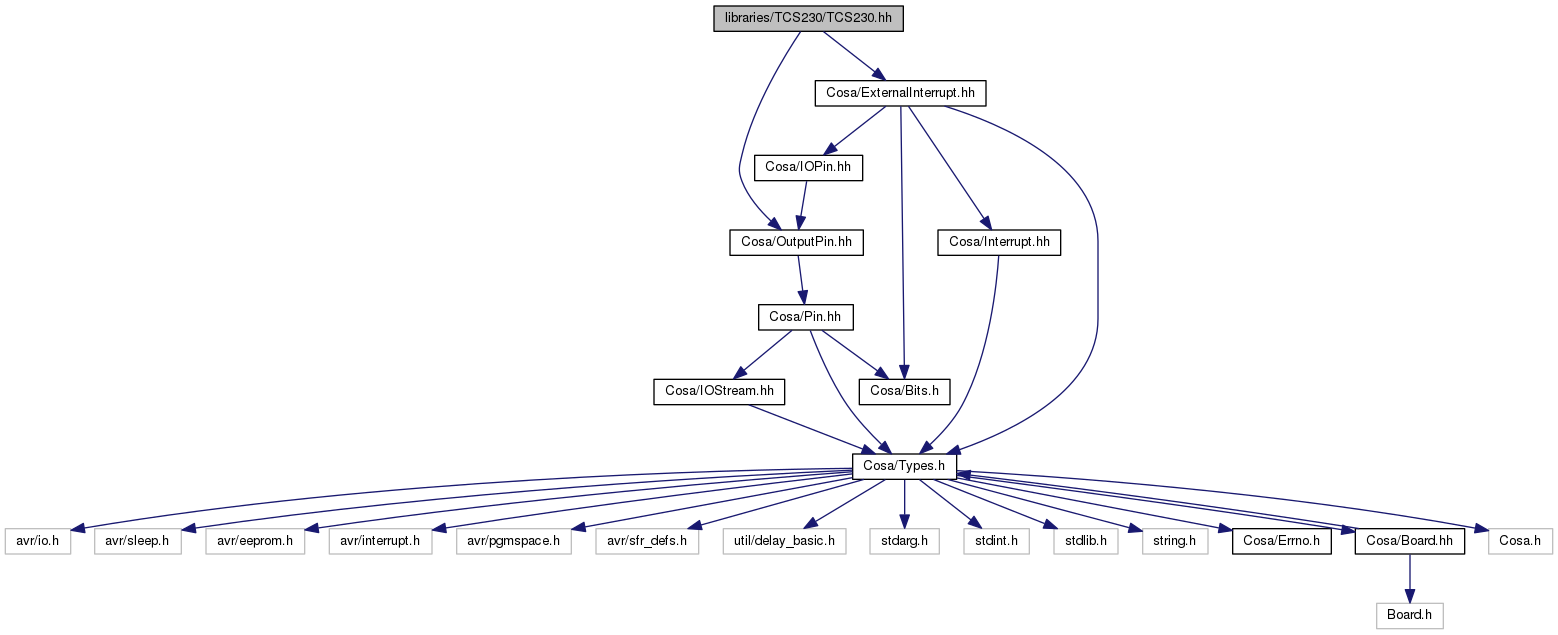 libraries/TCS230/TCS230.hh
Cosa/ExternalInterrupt.hh
Cosa/IOPin.hh
Cosa/OutputPin.hh
Cosa/Interrupt.hh
Cosa/Pin.hh
Cosa/IOStream.hh
Cosa/Bits.h
Cosa/Types.h
avr/io.h
avr/sleep.h
avr/eeprom.h
avr/interrupt.h
avr/pgmspace.h
avr/sfr_defs.h
util/delay_basic.h
stdarg.h
stdint.h
stdlib.h
string.h
Cosa/Errno.h
Cosa/Board.hh
Cosa.h
Board.h